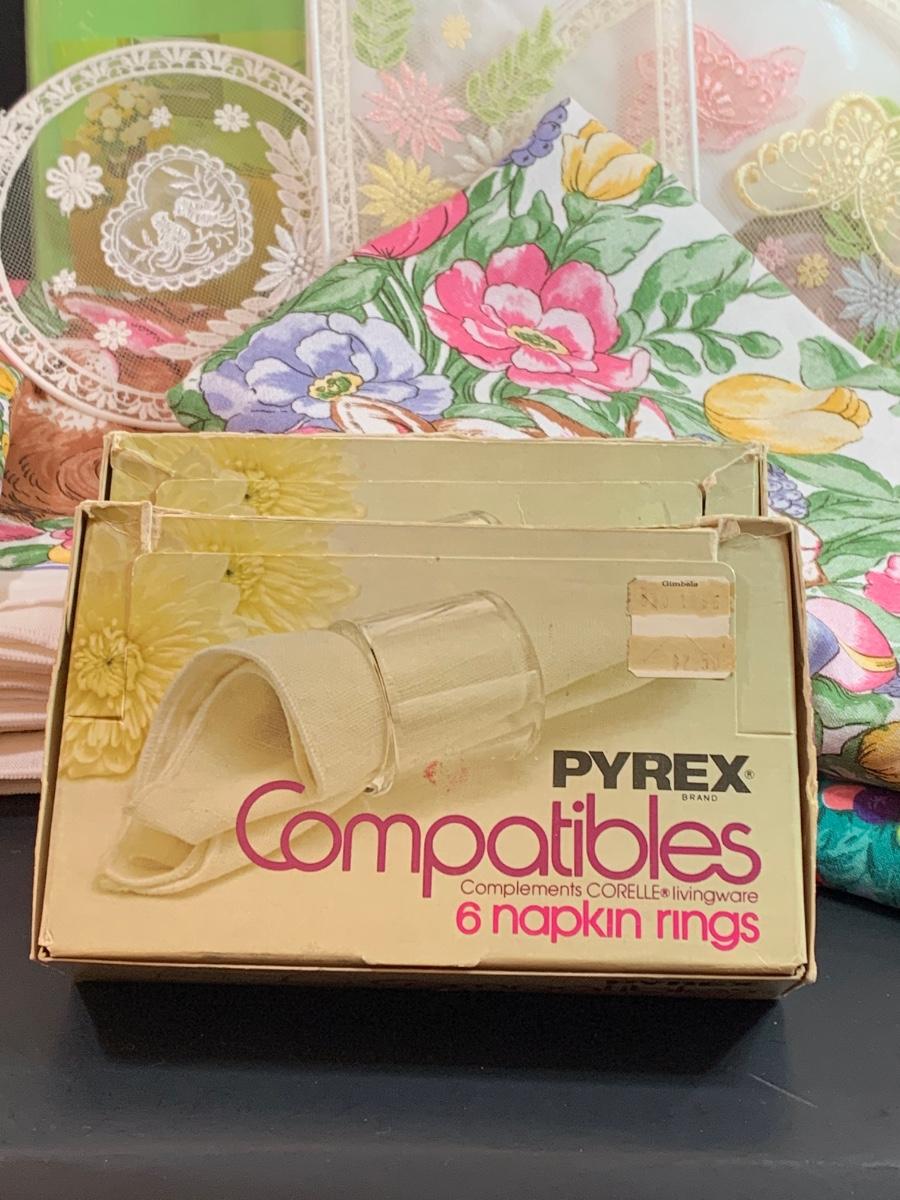 Gimbels
PYREX®
BRAND
Compatibles
Complements CORELLE® livingware
6 napkin rings